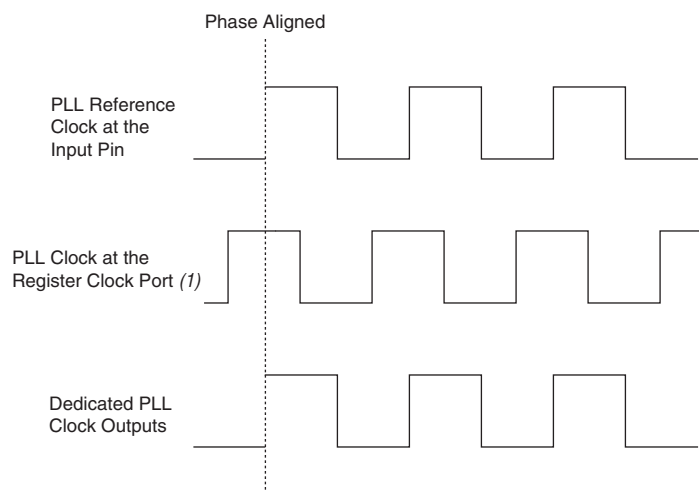 Phase Aligned
PLL Reference
Clock at the
Input Pin
PLL Clock at the
Register Clock Port (1)
Dedicated PLL
Clock Outputs